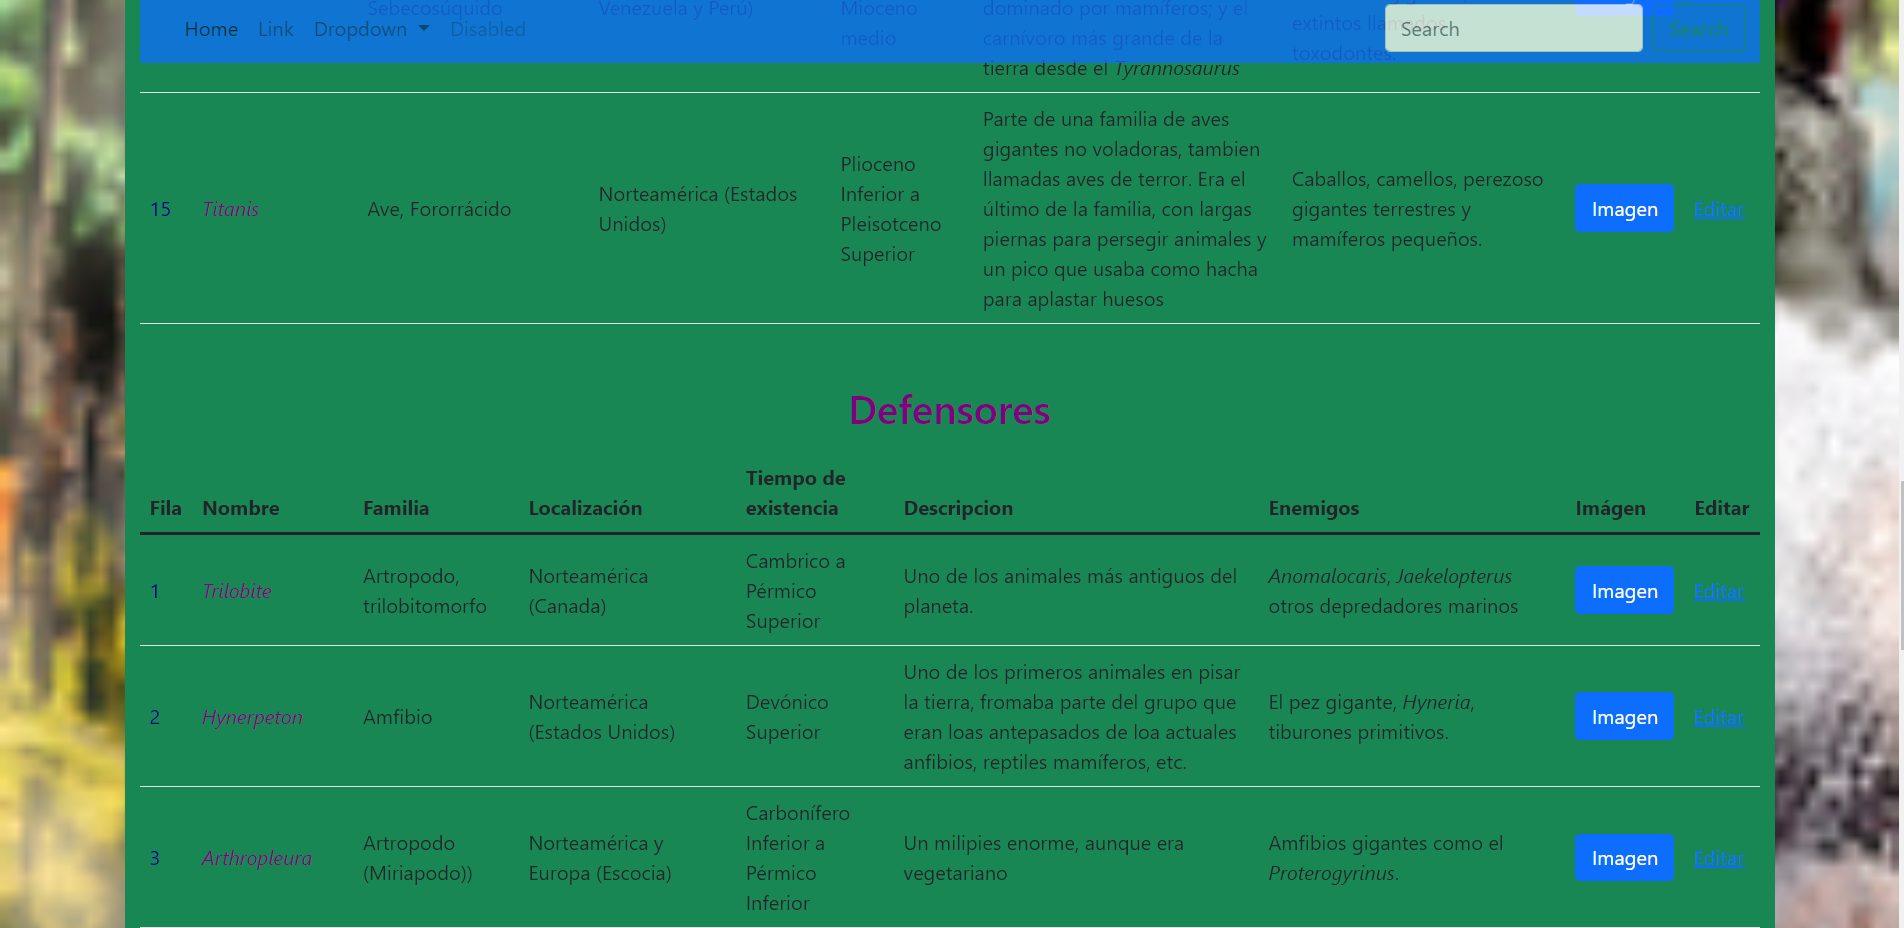 Sebecosúquido
Venezuela y Perú)
Mioceno
medio
dominado por mamíferos; y el
carnívoro más grande de la
tierra desde el Tyrannosaurus
extintos llamados
toxodontes.
Home Link Dropdown Disabled
Search Search
15
Titanis
Ave, Fororrácido
Norteamérica (Estados
Unidos)
Plioceno
Inferior a
Pleisotceno
Superior
Parte de una familia de aves
gigantes no voladoras, tambien
llamadas aves de terror. Era el
último de la familia, con largas
piernas para persegir animales y
un pico que usaba como hacha
para aplastar huesos
Caballos, camellos, perezoso
gigantes terrestres y
mamíferos pequeños.
Imagen
Editar
Defensores
Fila
Nombre
Familia
Localización
Tiempo de
existencia
Descripcion
Enemigos
Imágen
Editar
1
Trilobite
Artropodo,
trilobitomorfo
Norteamérica
(Canada)
Cambrico a
Pérmico
Superior
Uno de los animales más antiguos del
planeta.
Anomalocaris, Jaekelopterus
otros depredadores marinos
Imagen
Editar
2
Hynerpeton
Amfibio
Norteamérica
(Estados Unidos)
Devónico
Superior
Uno de los primeros animales en pisar
la tierra, fromaba parte del grupo que
eran loas antepasados de loa actuales
anfibios, reptiles mamíferos, etc.
El pez gigante, Hyneria,
tiburones primitivos.
Imagen
Editar
3
Arthropleura
Artropodo
(Miriapodo))
Norteamérica y
Europa (Escocia)
Carbonífero
Inferior a
Pérmico
Inferior
Un milipies enorme, aunque era
vegetariano
Amfibios gigantes como el
Proterogyrinus.
Imagen
Editar